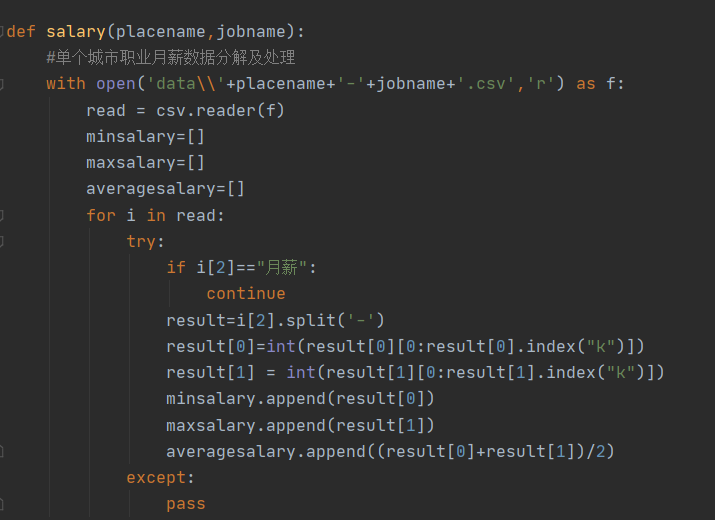 def salary(placename,jobname):
    #单个城市职业月薪数据分解及处理
    with open('data\\'+placename+'-'+jobname+'.csv','r') as f:
        read = csv.reader(f)
        minsalary=[]
        maxsalary=[]
        averagesalary=[]
        for i in read:
            try:
                if i[2]=="月薪":
                    continue
                result=i[2].split('-')
                result[0]=int(result[0][0:result[0].index("k")])
                result[1] = int(result[1][0:result[1].index("k")])
                minsalary.append(result[0])
                maxsalary.append(result[1])
                averagesalary.append((result[0]+result[1])/2)
            except:
                pass